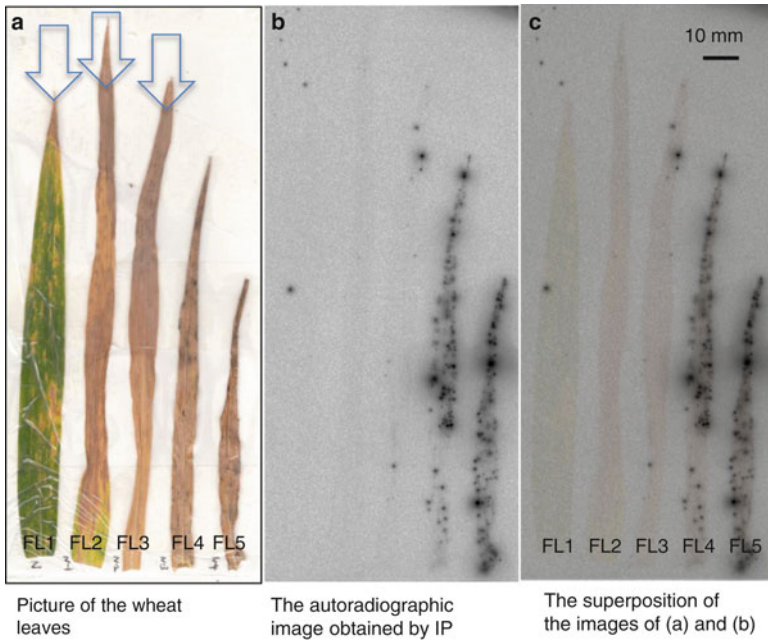 a
b
c
10 mm
FL1 FL2 FL3 FL4 FL5
FL1 FL2 FL3 FL4 FL5
Picture of the wheat
leaves
The autoradiographic
image obtained by IP
The superposition of
the images of (a) and (b)